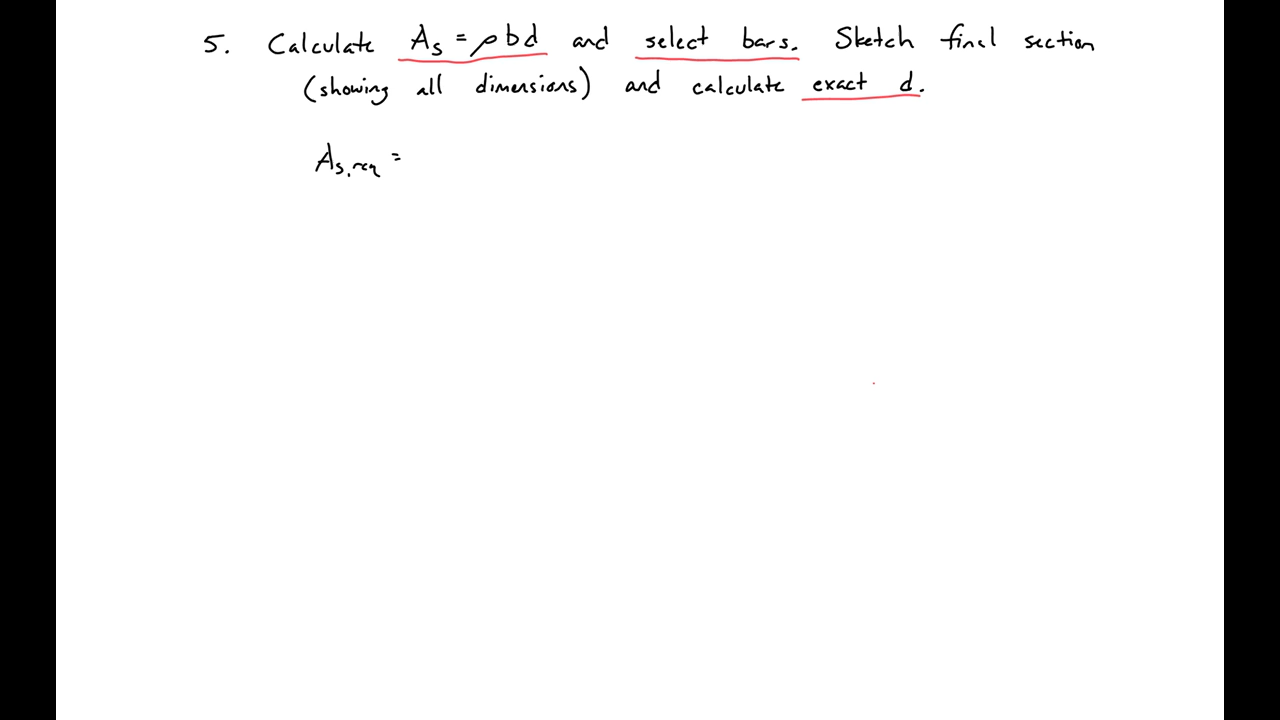 5. Calculate As = ρbd and select bars. Sketch final section
(showing all dimensions) and calculate exact d.
As,req =